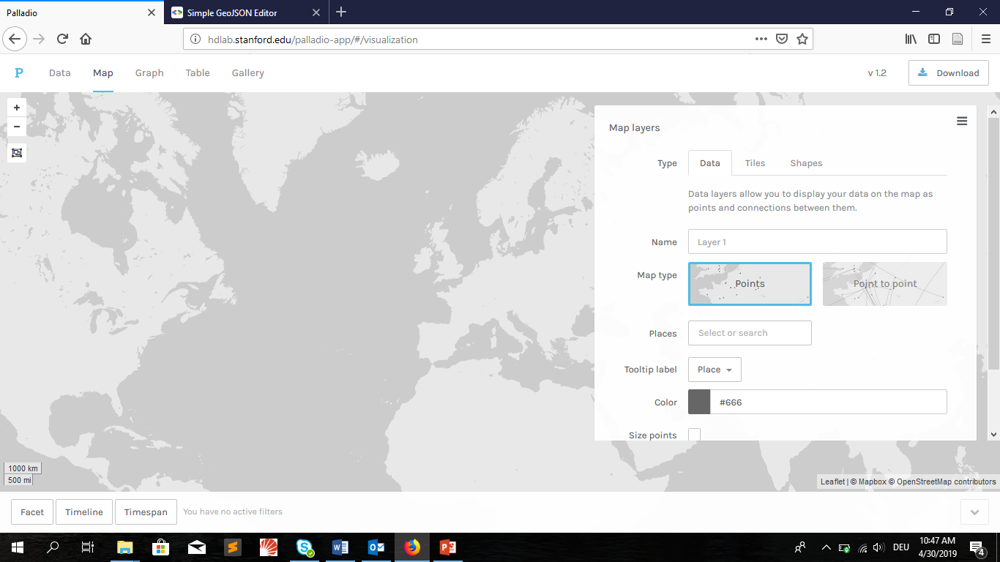 Palladio
Simple GeoJSON Editor
hdlab.stanford.edu/palladio-app/#/visualization
P Data Map Graph Table Gallery v 1.2 Download
+
−
Map layers
Type Data Tiles Shapes
Data layers allow you to display your data on the map as
points and connections between them.
Name Layer 1
Map type Points Point to point
Places Select or search
Tooltip label Place
Color #666
Size points
1000 km
500 mi
Leaflet | © Mapbox © OpenStreetMap contributors
Facet Timeline Timespan You have no active filters
DEU
10:47 AM
4/30/2019
4